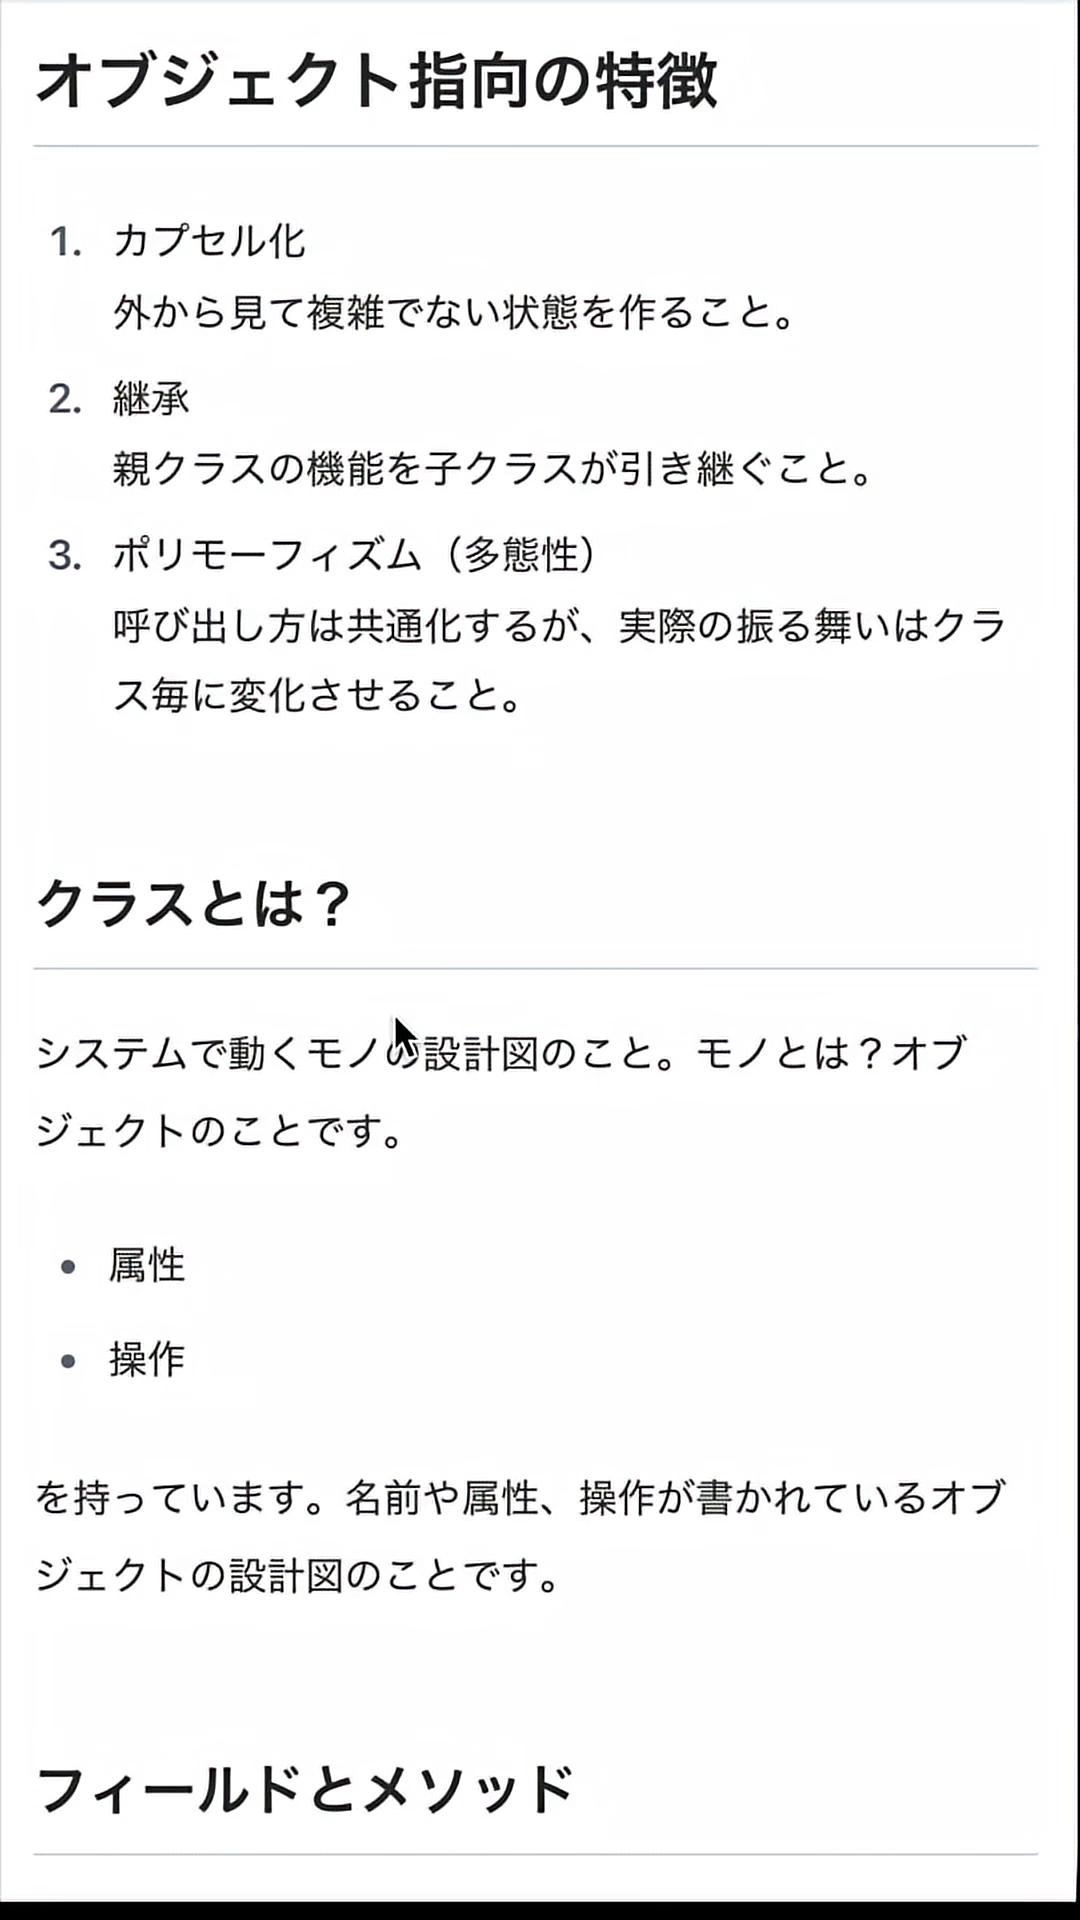 オブジェクト指向の特徴
1. カプセル化
外から見て複雑でない状態を作ること。
2. 継承
親クラスの機能を子クラスが引き継ぐこと。
3. ポリモーフィズム（多態性）
呼び出し方は共通化するが、実際の振る舞いはクラ
ス毎に変化させること。
クラスとは？
システムで動くモノの設計図のこと。モノとは？オブ
ジェクトのことです。
• 属性
• 操作
を持っています。名前や属性、操作が書かれているオブ
ジェクトの設計図のことです。
フィールドとメソッド